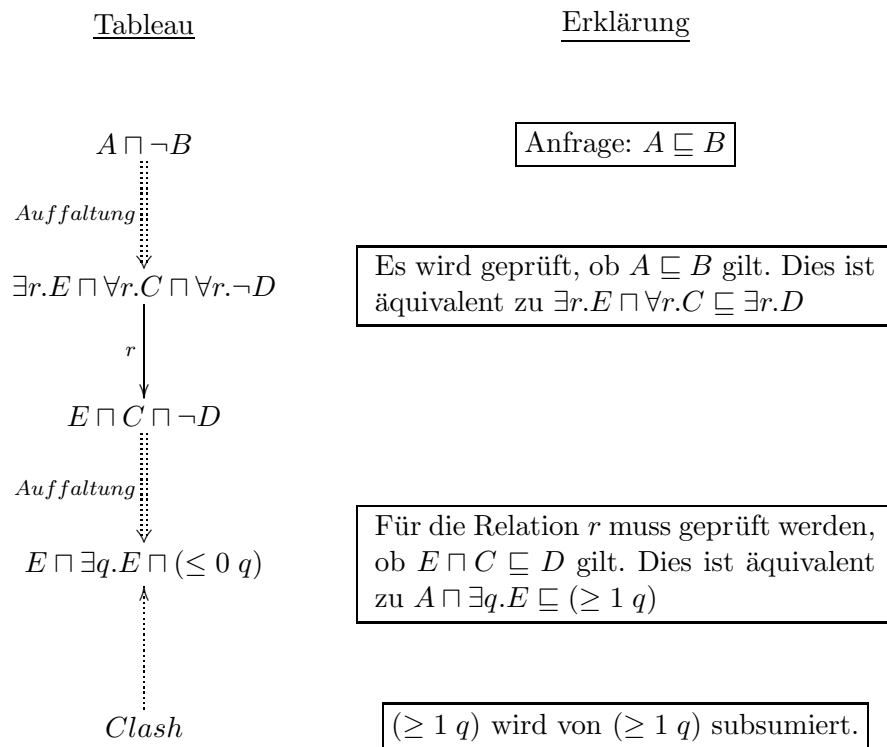 Tableau
Erklärung
A ⊓ ¬B
Anfrage: A ⊑ B
Auffaltung
∃r.E ⊓ ∀r.C ⊓ ∀r.¬D
Es wird geprüft, ob A ⊑ B gilt. Dies ist
äquivalent zu ∃r.E ⊓ ∀r.C ⊑ ∃r.D
r
E ⊓ C ⊓ ¬D
Auffaltung
E ⊓ ∃q.E ⊓ (≤ 0 q)
Für die Relation r muss geprüft werden,
ob E ⊓ C ⊑ D gilt. Dies ist äquivalent
zu A ⊓ ∃q.E ⊑ (≥ 1 q)
Clash
(≥ 1 q) wird von (≥ 1 q) subsumiert.